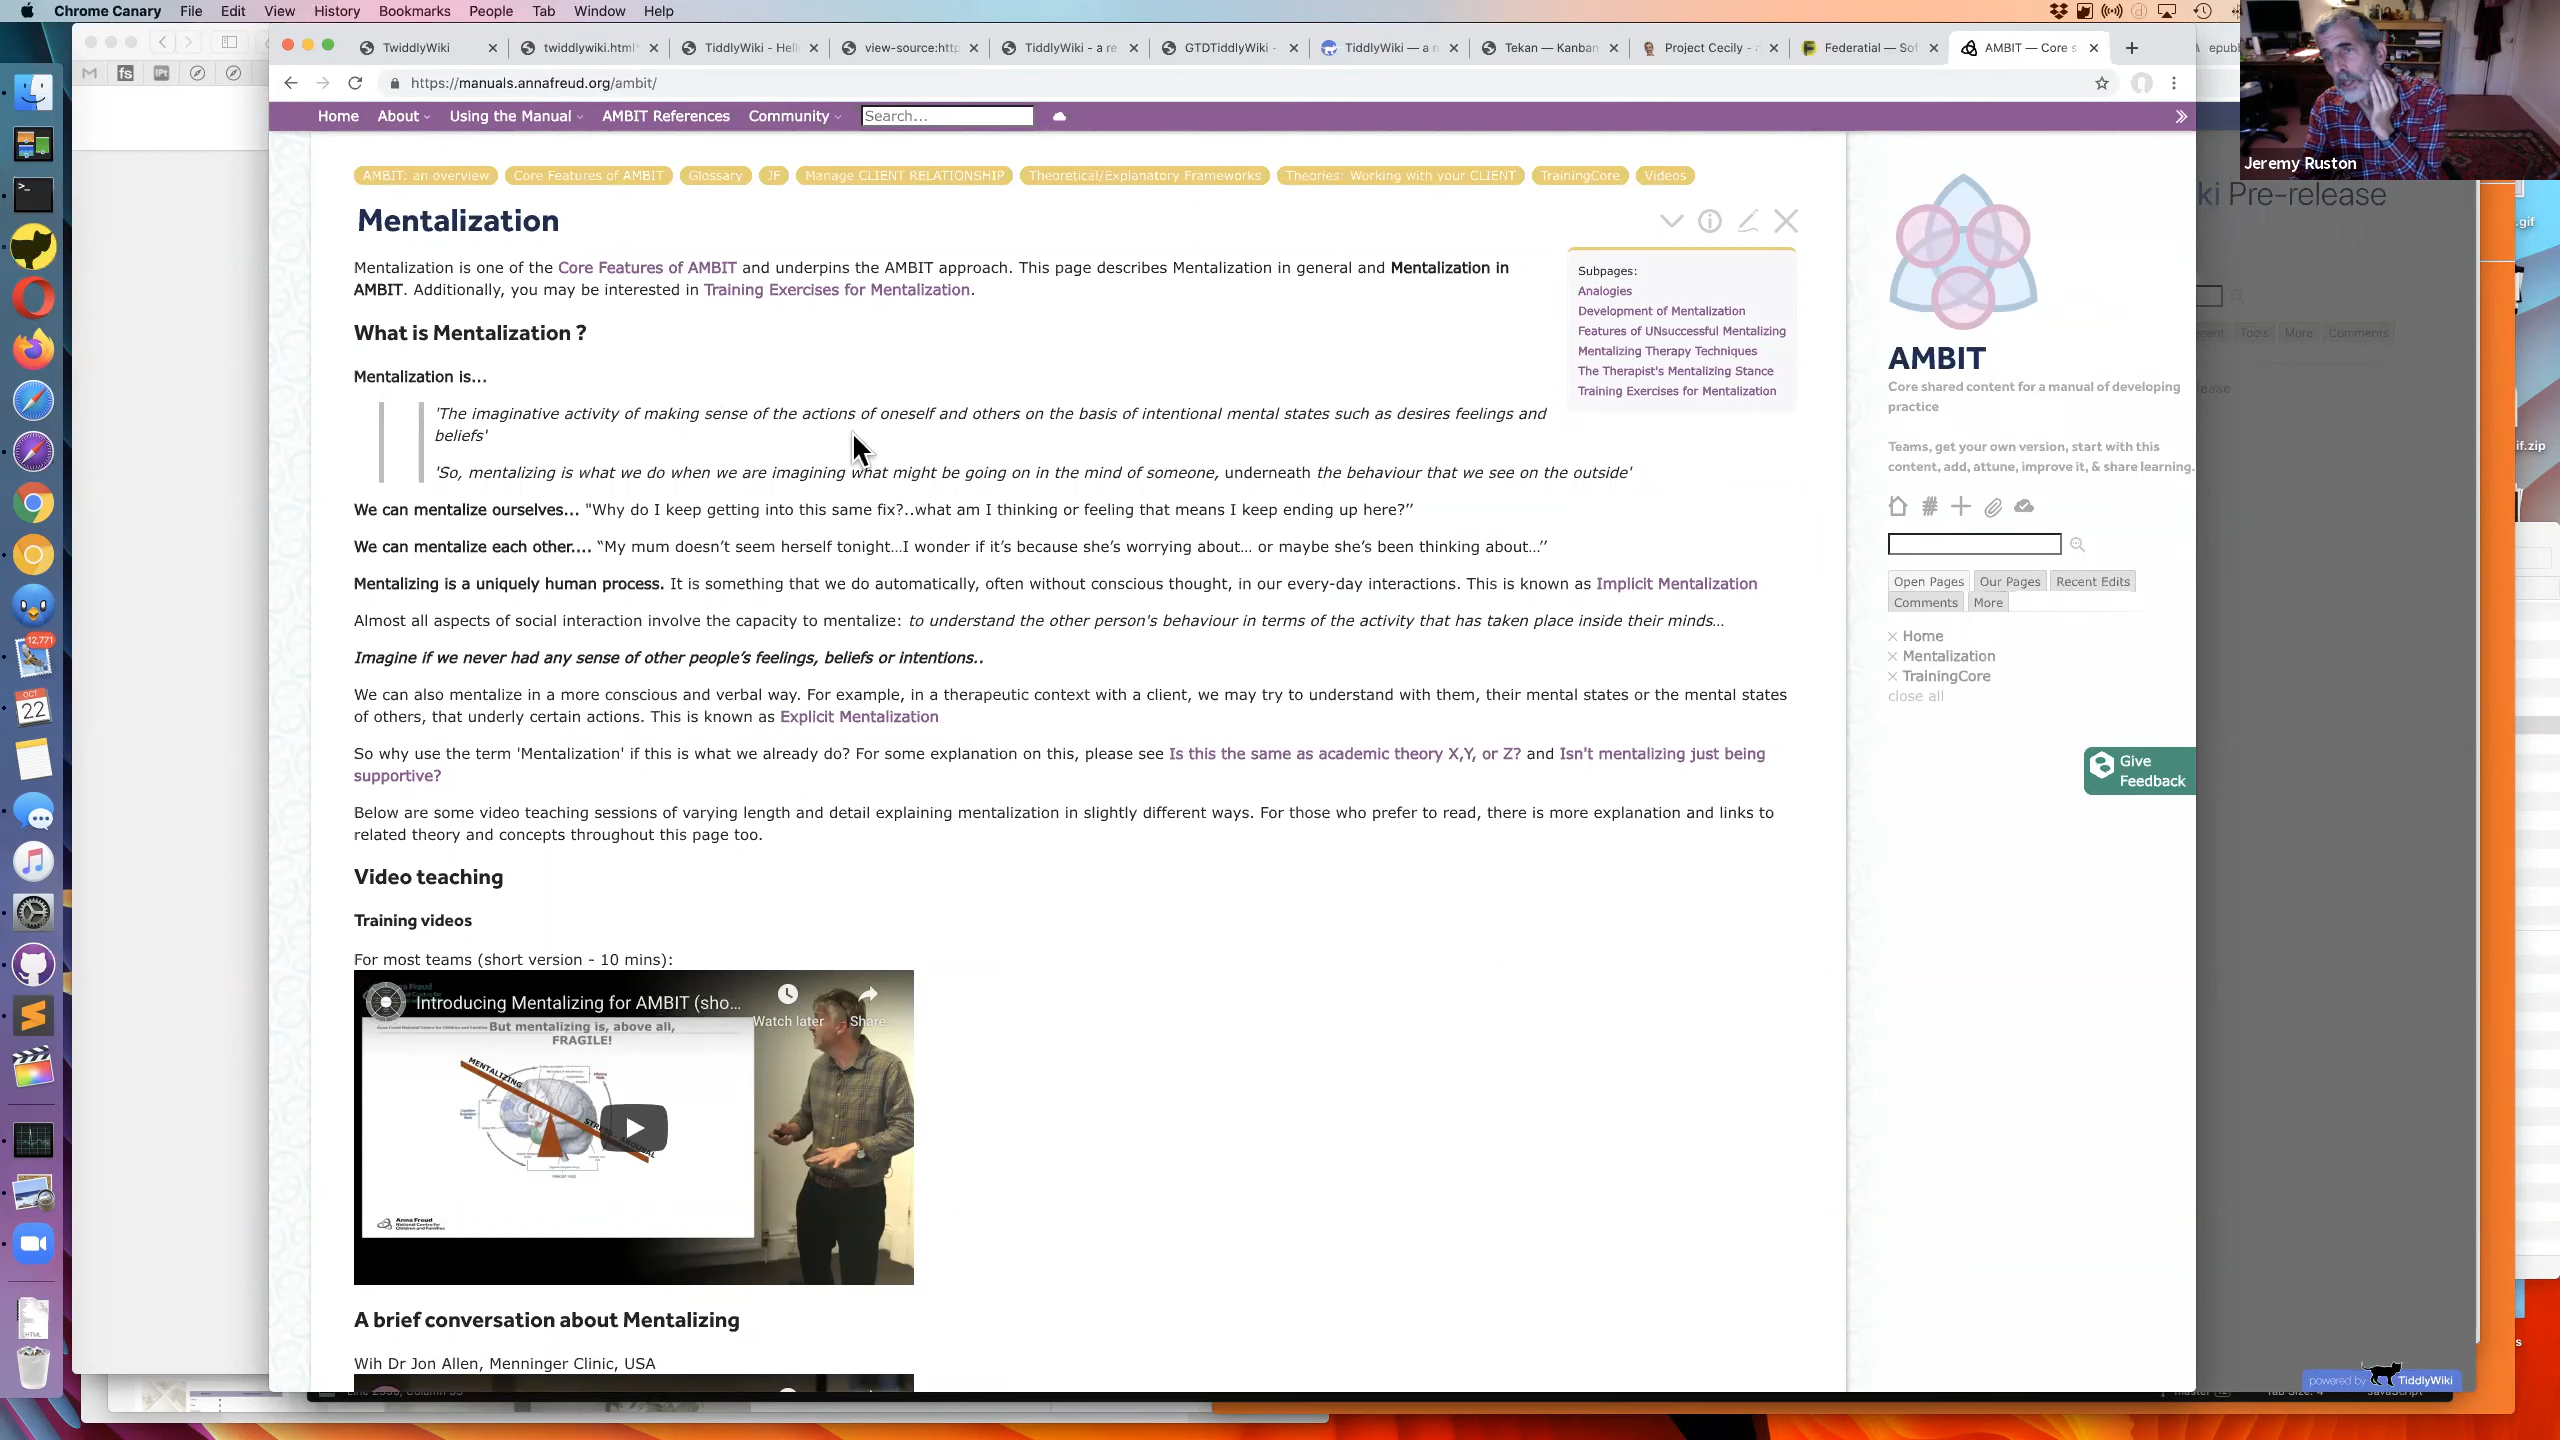 Chrome Canary File Edit View History Bookmarks People Tab Window Help
TwiddlyWiki
twiddlywiki.html
TiddlyWiki - Hell
view-source:http
TiddlyWiki - a re
GTDTiddlyWiki -
TiddlyWiki — a n
Tekan — Kanban
Project Cecily -
Federatial — Sof
AMBIT — Core s
https://manuals.annafreud.org/ambit/
Home About Using the Manual AMBIT References Community Search...
Jeremy Ruston
AMBIT: an overview Core Features of AMBIT Glossary JF Manage CLIENT RELATIONSHIP Theoretical/Explanatory Frameworks Theories: Working with your CLIENT TrainingCore Videos
ki Pre-release
Mentalization
Mentalization is one of the Core Features of AMBIT and underpins the AMBIT approach. This page describes Mentalization in general and Mentalization in
AMBIT. Additionally, you may be interested in Training Exercises for Mentalization.
Subpages:
Analogies
Development of Mentalization
Features of UNsuccessful Mentalizing
Mentalizing Therapy Techniques
The Therapist's Mentalizing Stance
Training Exercises for Mentalization
What is Mentalization ?
Mentalization is...
'The imaginative activity of making sense of the actions of oneself and others on the basis of intentional mental states such as desires feelings and
beliefs'
'So, mentalizing is what we do when we are imagining what might be going on in the mind of someone, underneath the behaviour that we see on the outside'
We can mentalize ourselves... "Why do I keep getting into this same fix?..what am I thinking or feeling that means I keep ending up here?’’
We can mentalize each other.... “My mum doesn’t seem herself tonight…I wonder if it’s because she’s worrying about… or maybe she’s been thinking about…’’
Mentalizing is a uniquely human process. It is something that we do automatically, often without conscious thought, in our every-day interactions. This is known as Implicit Mentalization
Almost all aspects of social interaction involve the capacity to mentalize: to understand the other person's behaviour in terms of the activity that has taken place inside their minds…
Imagine if we never had any sense of other people’s feelings, beliefs or intentions..
We can also mentalize in a more conscious and verbal way. For example, in a therapeutic context with a client, we may try to understand with them, their mental states or the mental states
of others, that underly certain actions. This is known as Explicit Mentalization
So why use the term 'Mentalization' if this is what we already do? For some explanation on this, please see Is this the same as academic theory X,Y, or Z? and Isn't mentalizing just being
supportive?
Below are some video teaching sessions of varying length and detail explaining mentalization in slightly different ways. For those who prefer to read, there is more explanation and links to
related theory and concepts throughout this page too.
Video teaching
Training videos
For most teams (short version - 10 mins):
Introducing Mentalizing for AMBIT (sho...
Watch later Share
But mentalizing is, above all,
FRAGILE!
MENTALIZING
Anna Freud
National Centre for
Children and Families
A brief conversation about Mentalizing
Wih Dr Jon Allen, Menninger Clinic, USA
AMBIT
Core shared content for a manual of developing
practice
Teams, get your own version, start with this
content, add, attune, improve it, & share learning.
Open Pages Our Pages Recent Edits
Comments More
Home
Mentalization
TrainingCore
close all
Give
Feedback
Tools More Comments
.gif
if.zip
12,771
OCT
22
HTML
powered by TiddlyWiki